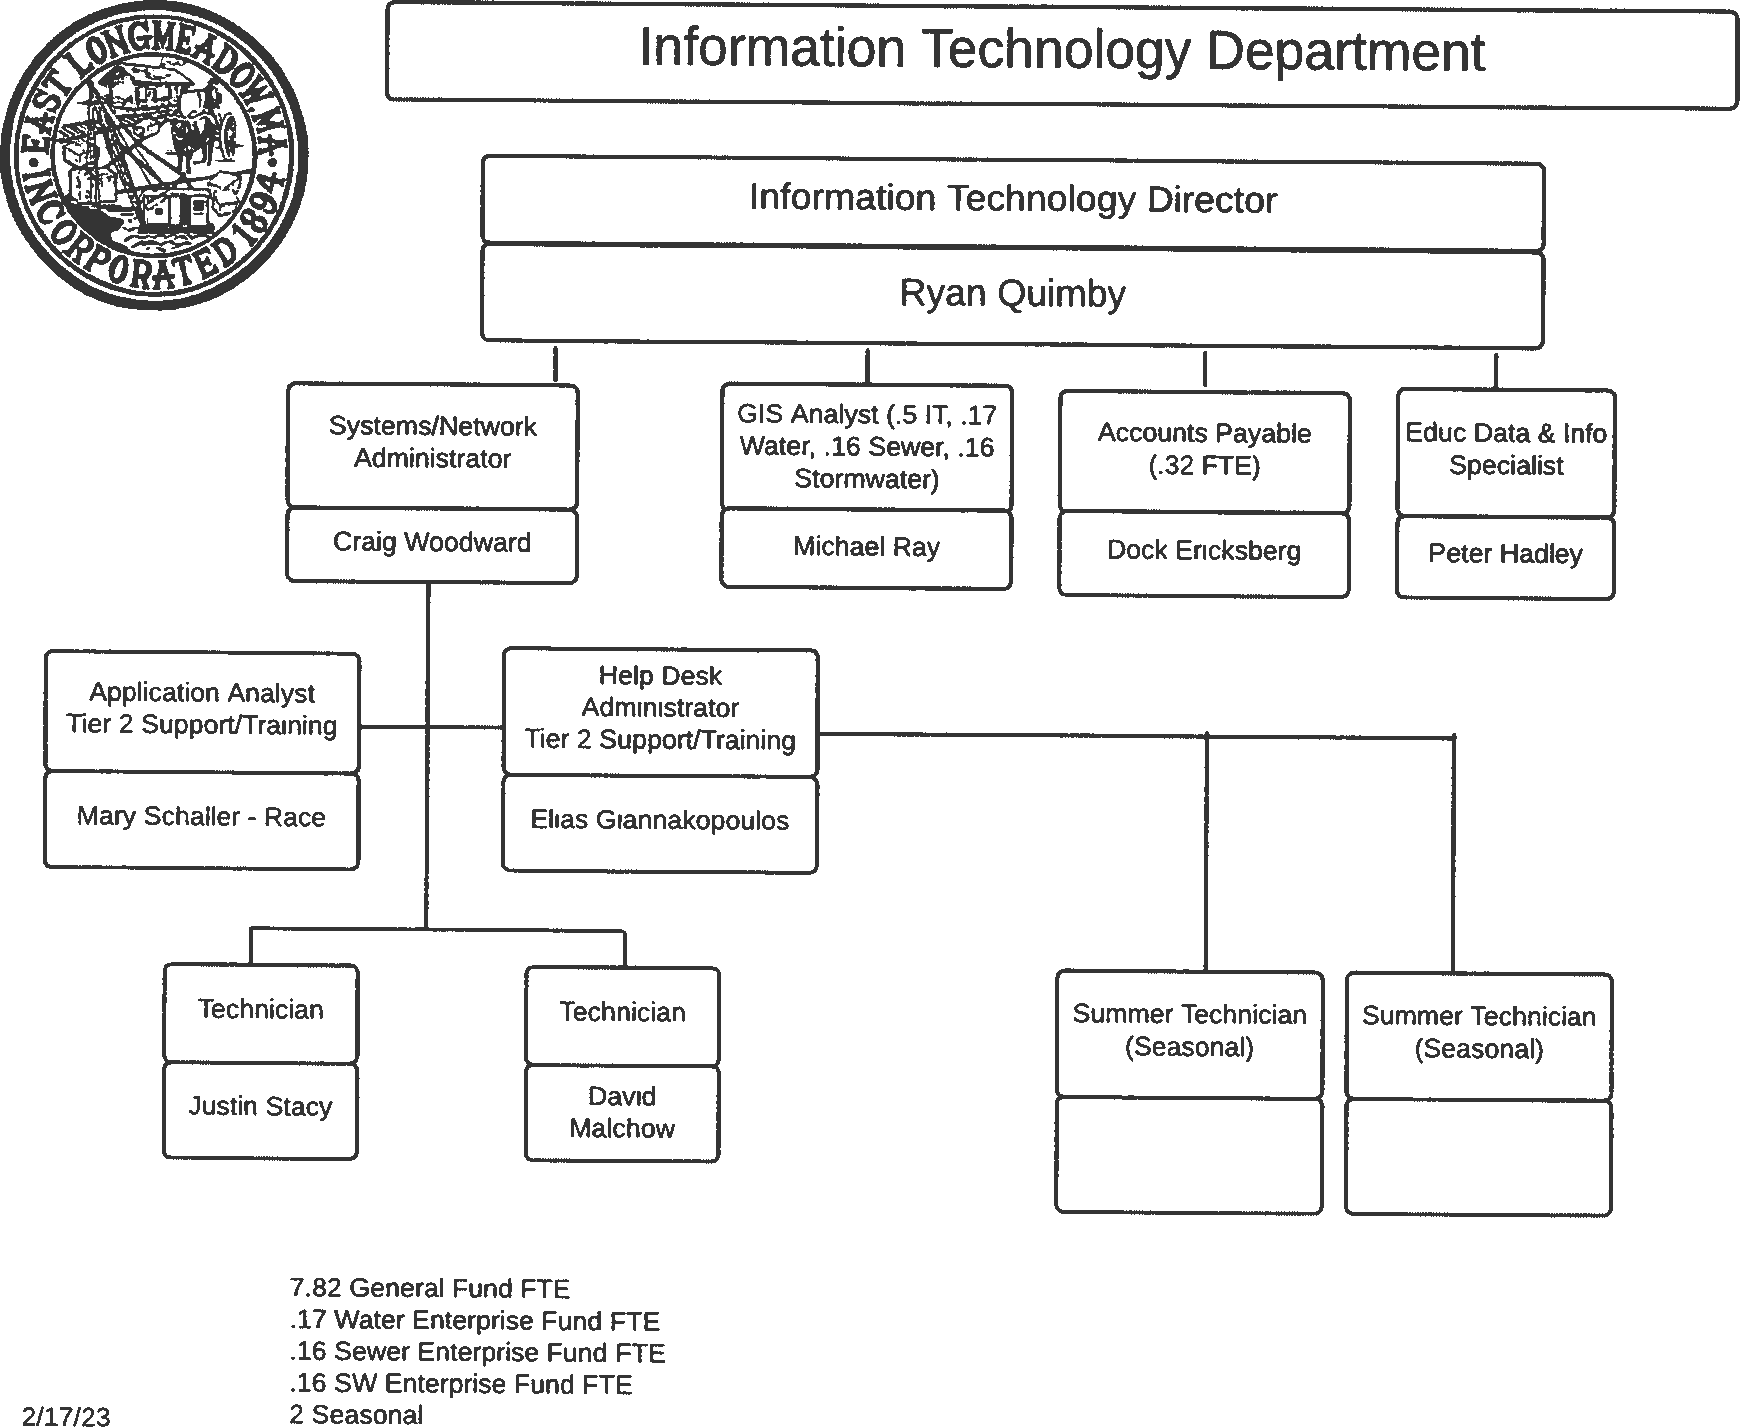 EAST LONGMEADOW MA
INCORPORATED 1894
Information Technology Department
Information Technology Director
Ryan Quimby
Systems/Network
Administrator
Craig Woodward
GIS Analyst (.5 IT, .17
Water, .16 Sewer, .16
Stormwater)
Michael Ray
Accounts Payable
(.32 FTE)
Dock Ericksberg
Educ Data & Info
Specialist
Peter Hadley
Application Analyst
Tier 2 Support/Training
Mary Schaller - Race
Help Desk
Administrator
Tier 2 Support/Training
Elias Giannakopoulos
Technician
Justin Stacy
Technician
David
Malchow
Summer Technician
(Seasonal)
Summer Technician
(Seasonal)
7.82 General Fund FTE
.17 Water Enterprise Fund FTE
.16 Sewer Enterprise Fund FTE
.16 SW Enterprise Fund FTE
2 Seasonal
2/17/23